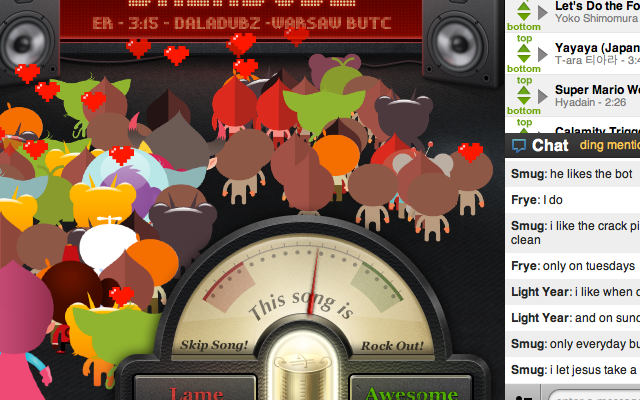 ER - 3:15 - DALADUBZ -WARSAW BUTC
This song is
Skip Song!
Rock Out!
Lame
Awesome
Let's Do the Fo
Yoko Shimomura
bottom
top
Yayaya (Japan
T-ara 티아라 - 3:4
bottom
top
Super Mario Wo
Hyadain - 2:26
bottom
top
Calamity Trigge
Chat
ding mentio
Smug: he likes the bot
Frye: I do
Smug: i like the crack pi
clean
Frye: only on tuesdays
Light Year: i like when c
Light Year: and on sund
Smug: only everyday bu
Smug: i let jesus take a
enter a message